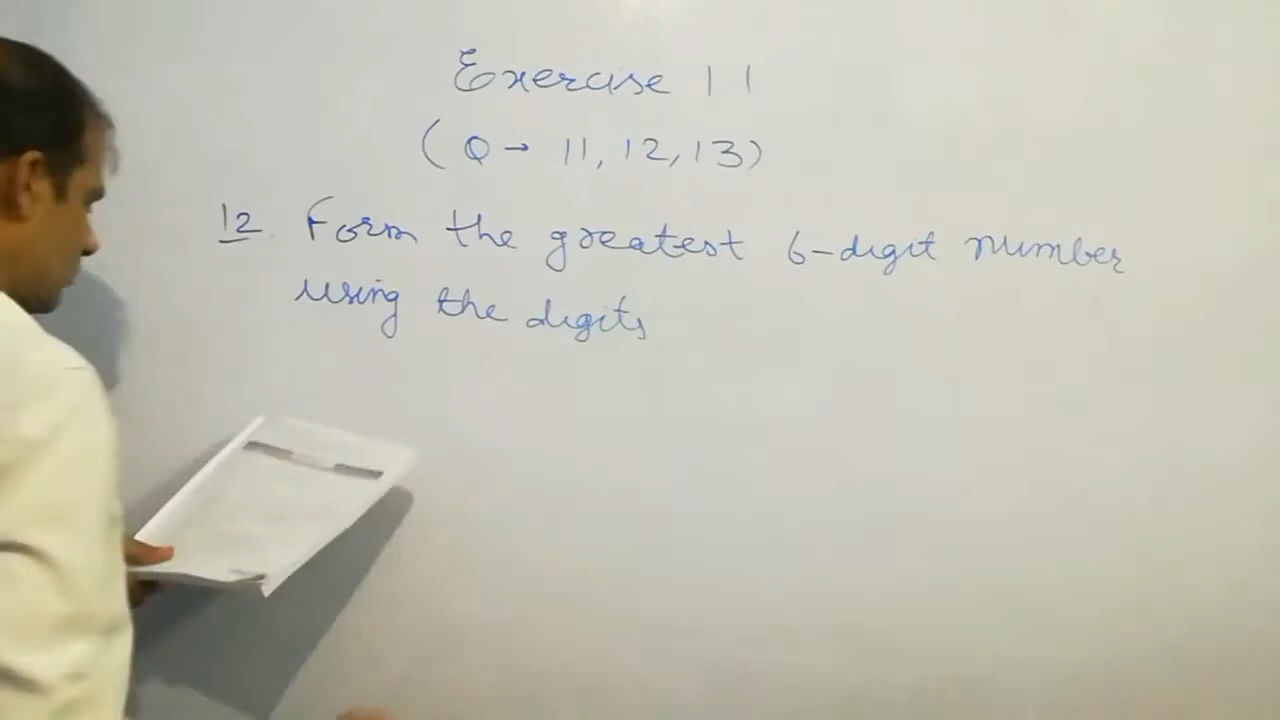 Exercise 11
(Q → 11, 12, 13)
12. Form the greatest 6-digit number
using the digits